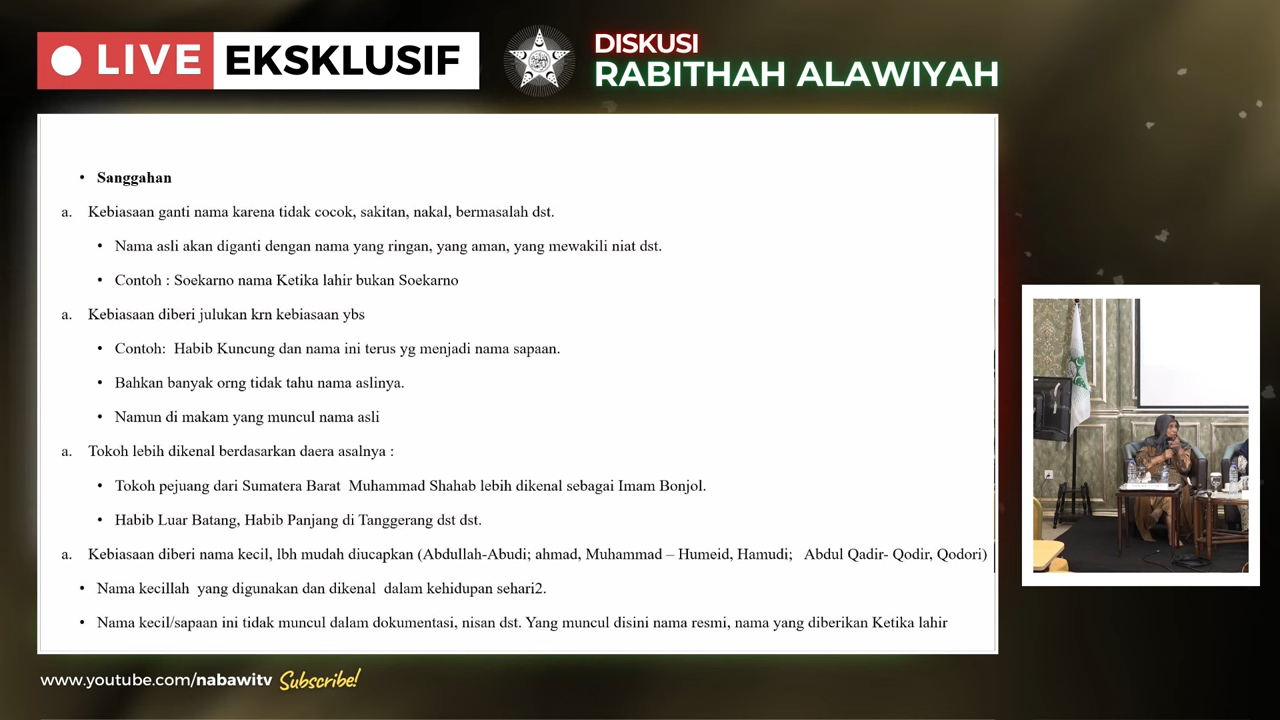 LIVE EKSKLUSIF
DISKUSI
RABITHAH ALAWIYAH
• Sanggahan
a. Kebiasaan ganti nama karena tidak cocok, sakitan, nakal, bermasalah dst.
• Nama asli akan diganti dengan nama yang ringan, yang aman, yang mewakili niat dst.
• Contoh : Soekarno nama Ketika lahir bukan Soekarno
a. Kebiasaan diberi julukan krn kebiasaan ybs
• Contoh: Habib Kuncung dan nama ini terus yg menjadi nama sapaan.
• Bahkan banyak orng tidak tahu nama aslinya.
• Namun di makam yang muncul nama asli
a. Tokoh lebih dikenal berdasarkan daera asalnya :
• Tokoh pejuang dari Sumatera Barat Muhammad Shahab lebih dikenal sebagai Imam Bonjol.
• Habib Luar Batang, Habib Panjang di Tanggerang dst dst.
a. Kebiasaan diberi nama kecil, lbh mudah diucapkan (Abdullah-Abudi; ahmad, Muhammad – Humeid, Hamudi; Abdul Qadir- Qodir, Qodori)
• Nama kecillah yang digunakan dan dikenal dalam kehidupan sehari2.
• Nama kecil/sapaan ini tidak muncul dalam dokumentasi, nisan dst. Yang muncul disini nama resmi, nama yang diberikan Ketika lahir
www.youtube.com/nabawitv Subscribe!